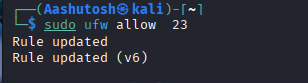 ┌──(Aashutosh㉿kali)-[~]
└─$ sudo ufw allow  23
Rule updated
Rule updated (v6)